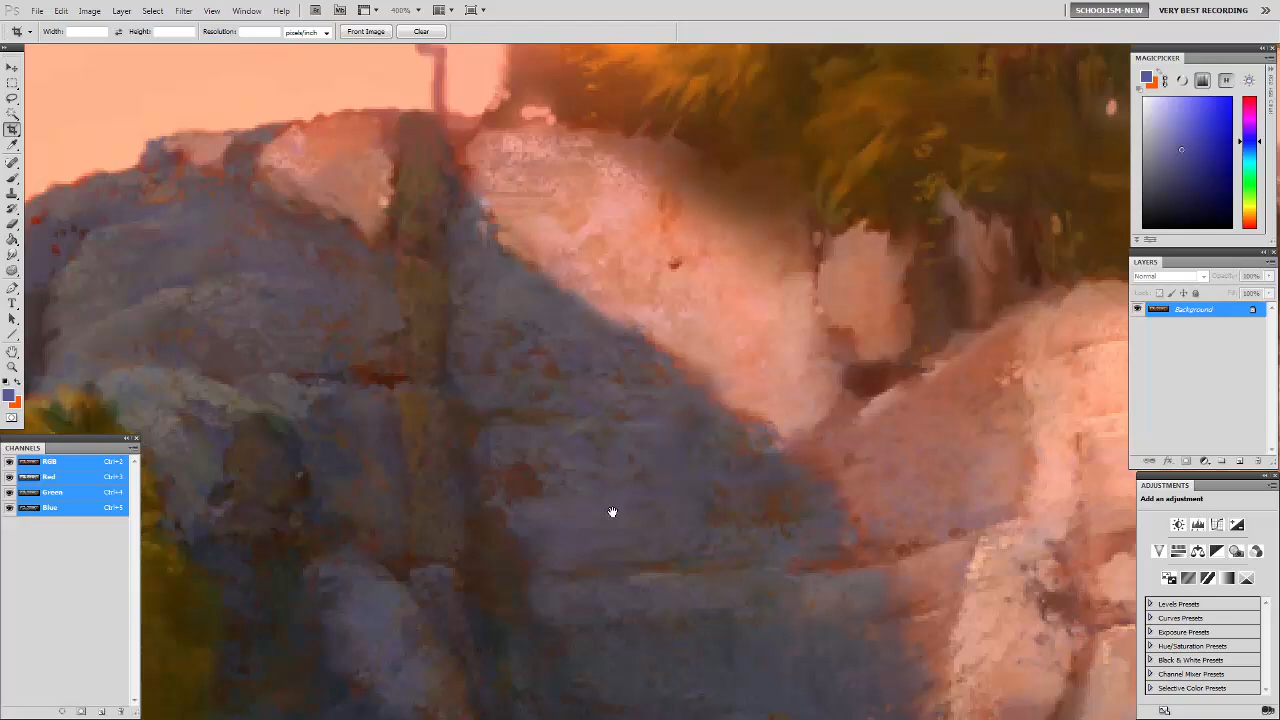 PS File Edit Image Layer Select Filter View Window Help Br Mb 400% SCHOOLISM-NEW VERY BEST RECORDING
Width: Height: Resolution: pixels/inch Front Image Clear
MAGICPICKER
H
LAYERS
Normal Opacity: 100%
Lock: Fill: 100%
Background
CHANNELS
RGB Ctrl+2
Red Ctrl+3
Green Ctrl+4
Blue Ctrl+5
ADJUSTMENTS
Add an adjustment
Levels Presets
Curves Presets
Exposure Presets
Hue/Saturation Presets
Black & White Presets
Channel Mixer Presets
Selective Color Presets